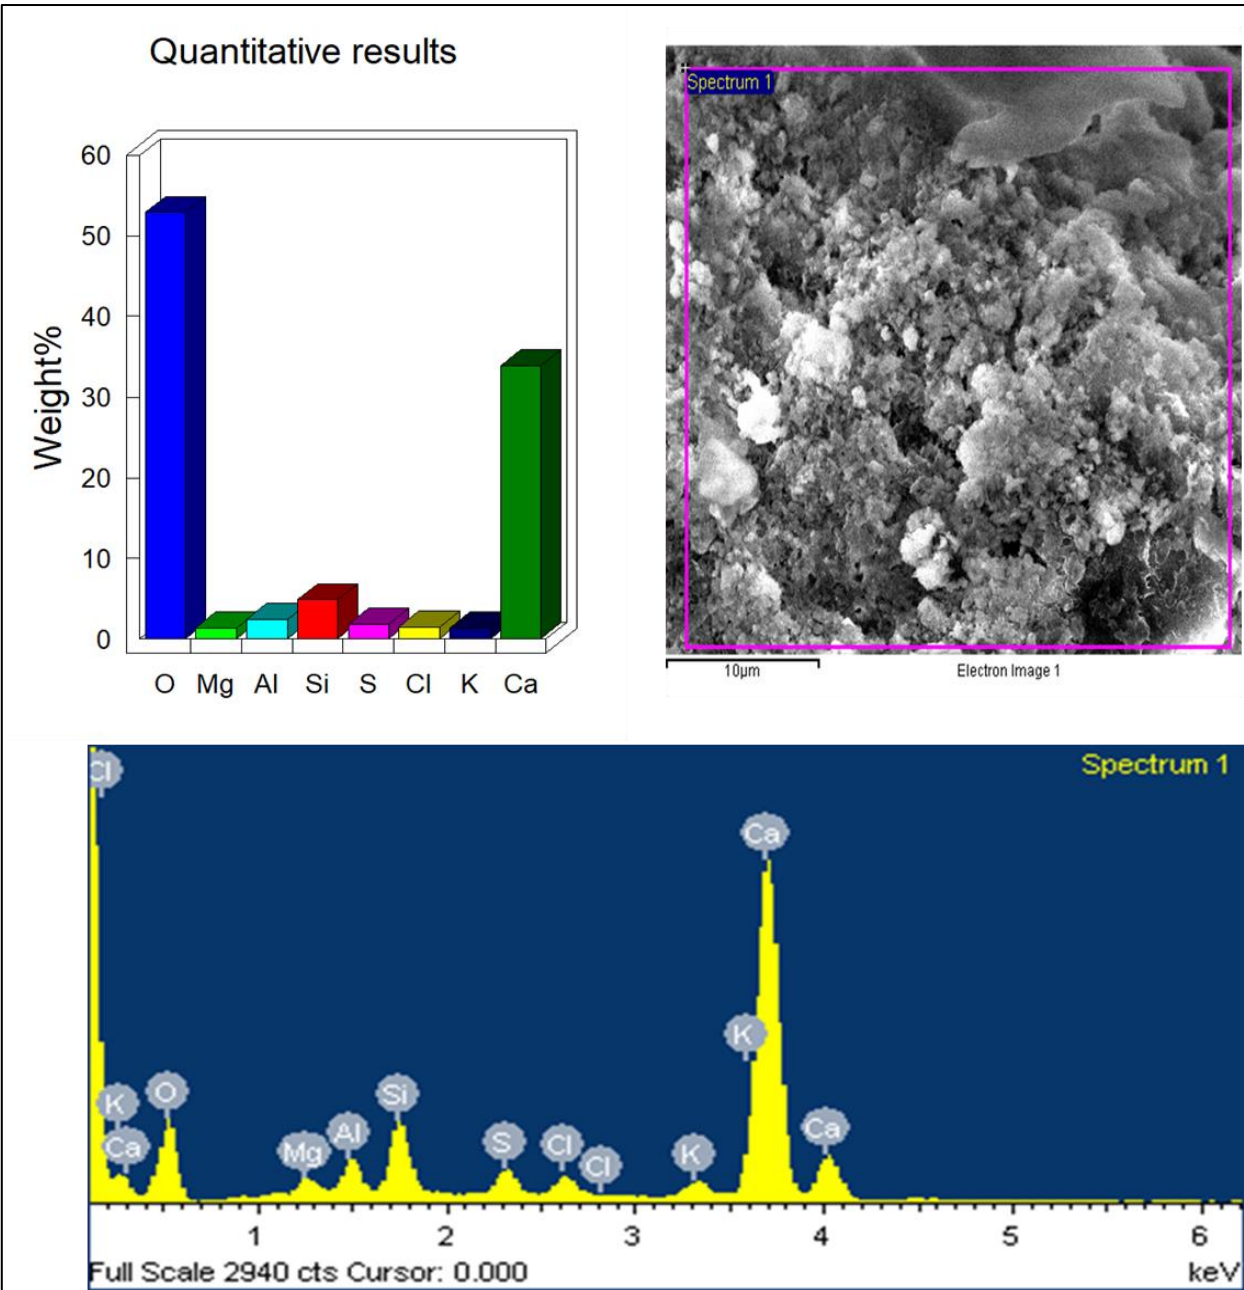 Quantitative results
Weight%
60
50
40
30
20
10
0
O Mg Al Si S Cl K Ca
Spectrum 1
10µm
Electron Image 1
Spectrum 1
Cl
Ca
K
K
O
Si
Ca
Mg
Al
S
Cl
Cl
K
Ca
1 2 3 4 5 6
Full Scale 2940 cts Cursor: 0.000
keV